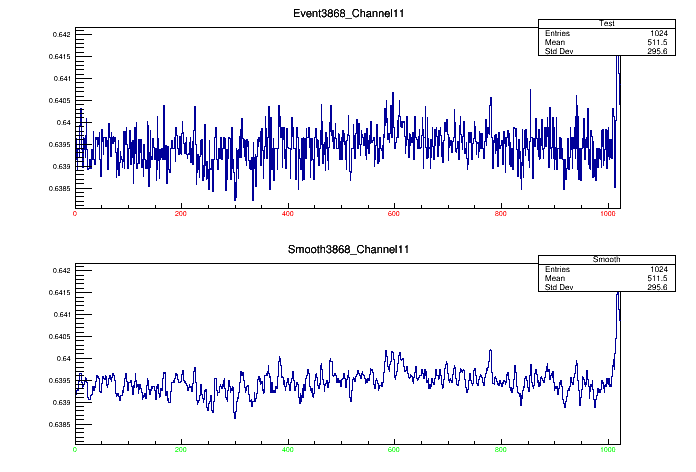 Event3868_Channel11
Test
Entries 1024
Mean 511.5
Std Dev 295.6
0.642
0.6415
0.641
0.6405
0.64
0.6395
0.639
0.6385
0 200 400 600 800 1000
Smooth3868_Channel11
Smooth
Entries 1024
Mean 511.5
Std Dev 295.6
0.642
0.6415
0.641
0.6405
0.64
0.6395
0.639
0.6385
0 200 400 600 800 1000